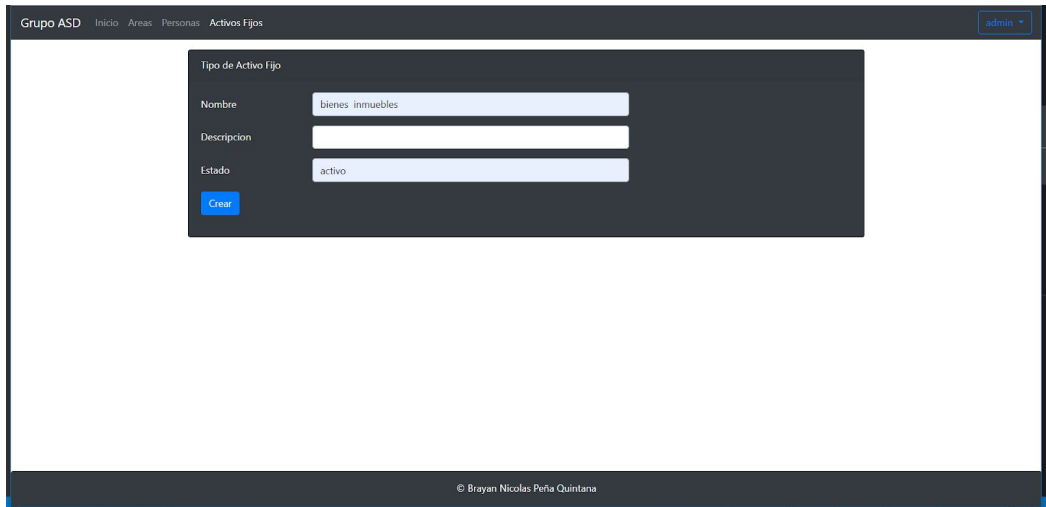 Grupo ASD Inicio Areas Personas Activos Fijos admin
Tipo de Activo Fijo
Nombre bienes inmuebles
Descripcion
Estado activo
Crear
© Brayan Nicolas Peña Quintana